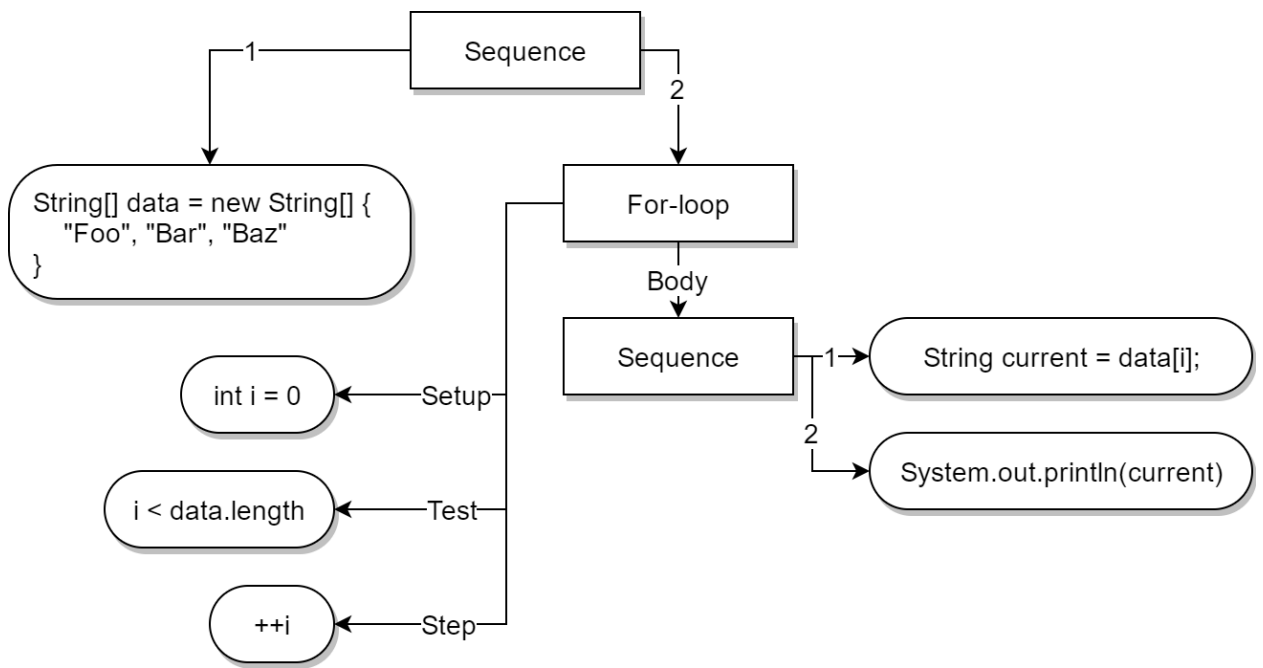 Sequence
1
2
String[] data = new String[] {
"Foo", "Bar", "Baz"
}
For-loop
Body
Sequence
1
String current = data[i];
int i = 0
Setup
2
System.out.println(current)
i < data.length
Test
++i
Step